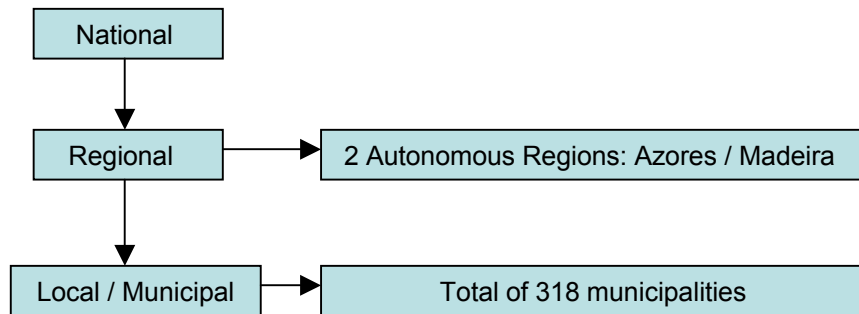 National
Regional
2 Autonomous Regions: Azores / Madeira
Local / Municipal
Total of 318 municipalities